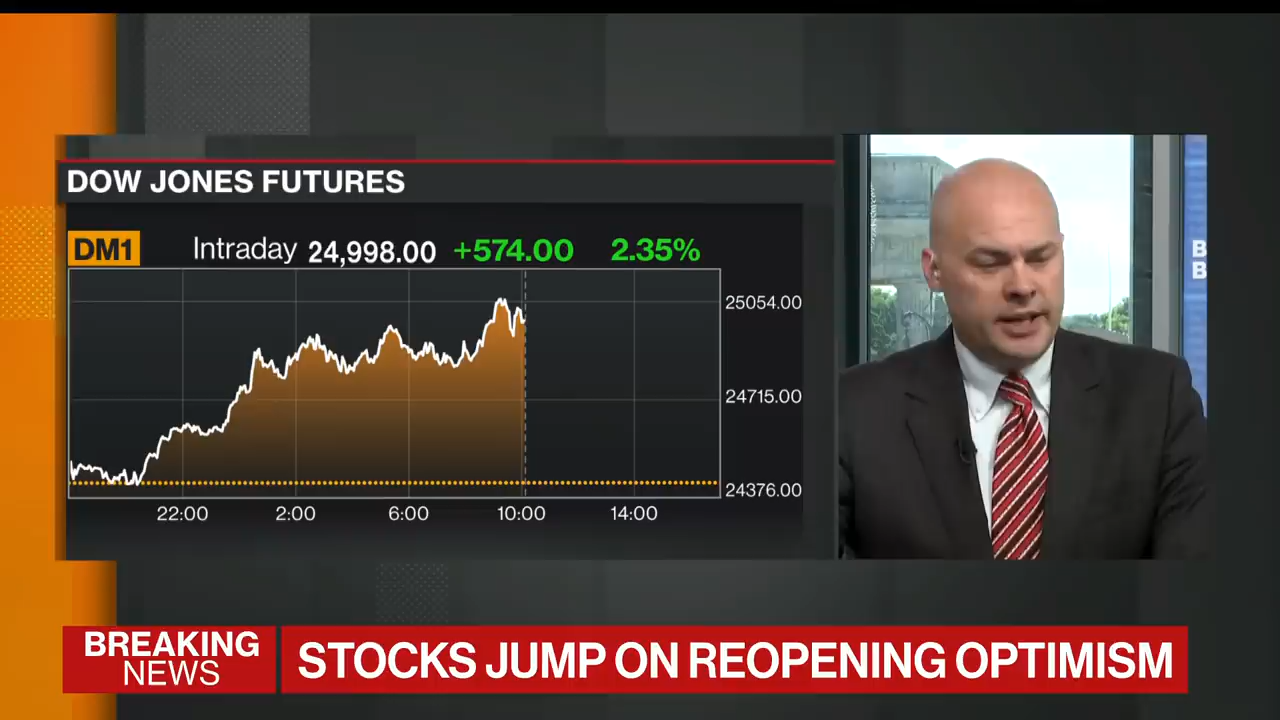 DOW JONES FUTURES
DM1 Intraday 24,998.00 +574.00 2.35%
25054.00
24715.00
24376.00
22:00 2:00 6:00 10:00 14:00
B
B
BREAKING
NEWS
STOCKS JUMP ON REOPENING OPTIMISM